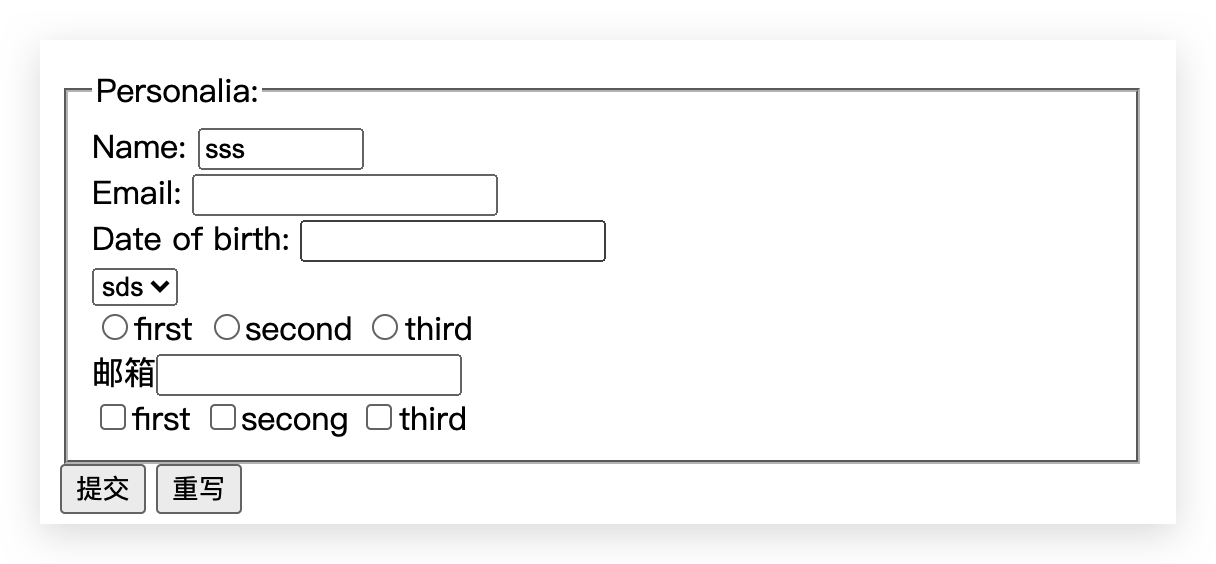 Personalia:
Name: sss
Email:
Date of birth:
sds
first second third
邮箱
first secong third
提交 重写